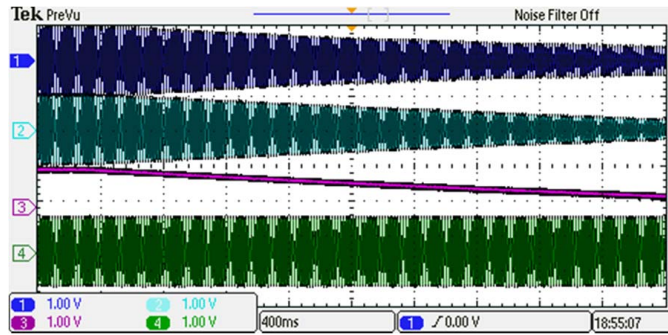 Tek PreVu Noise Filter Off
1
2
3
4
1 1.00 V 2 1.00 V
3 1.00 V 4 1.00 V
400ms
1 0.00 V
18:55:07